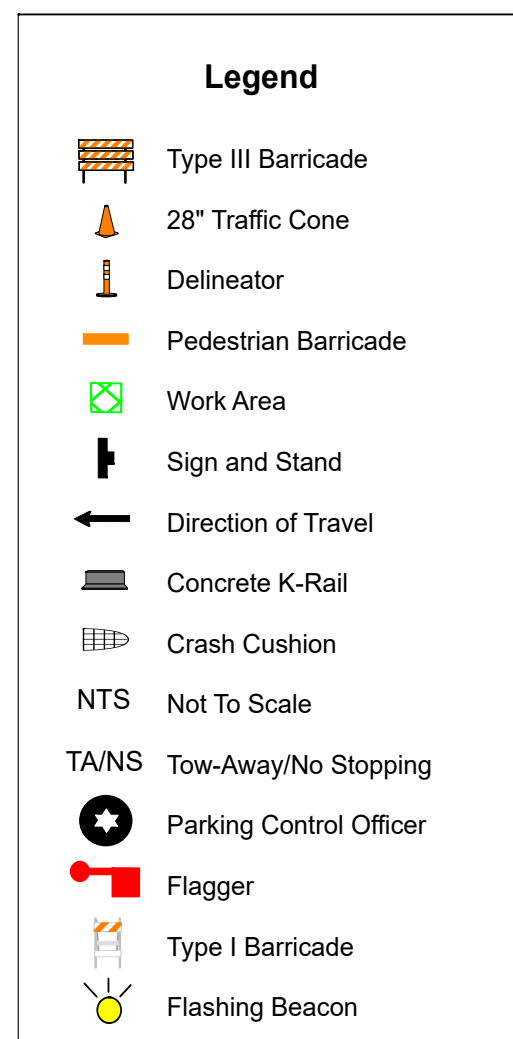 Legend
Type III Barricade
28" Traffic Cone
Delineator
Pedestrian Barricade
Work Area
Sign and Stand
Direction of Travel
Concrete K-Rail
Crash Cushion
NTS Not To Scale
TA/NS Tow-Away/No Stopping
Parking Control Officer
Flagger
Type I Barricade
Flashing Beacon